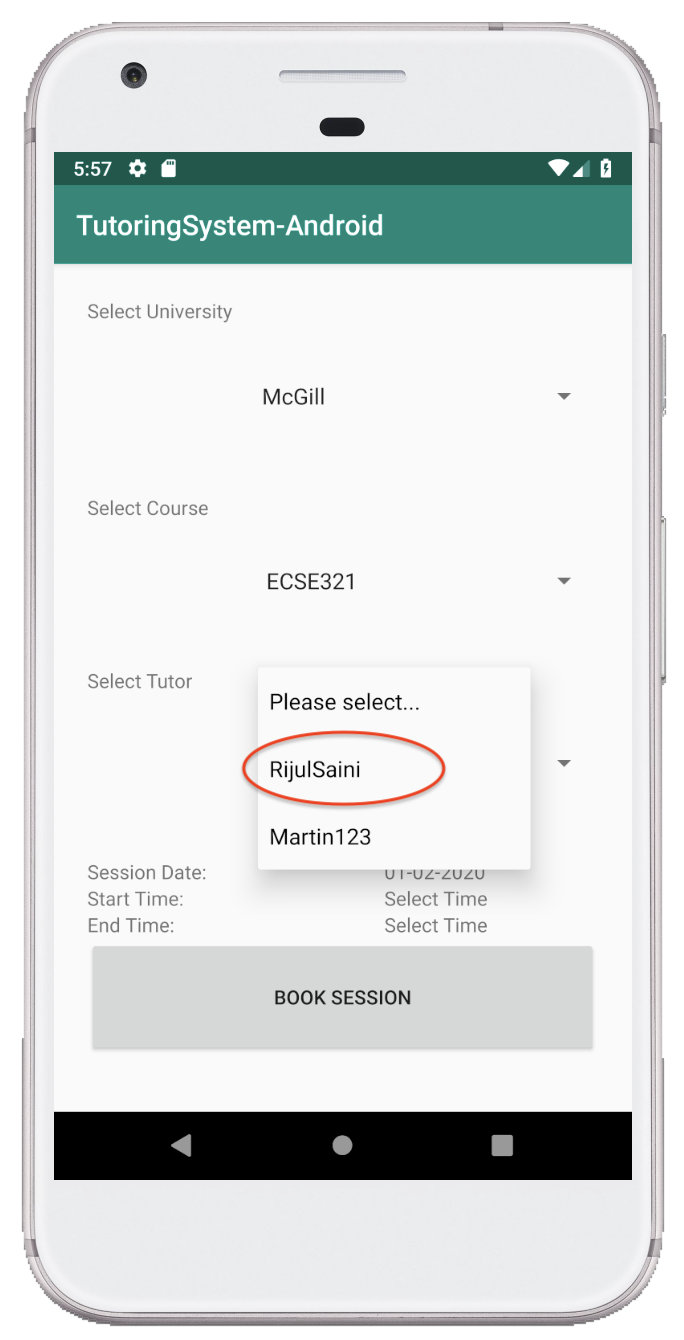 5:57
TutoringSystem-Android
Select University
McGill
Select Course
ECSE321
Select Tutor
Please select...
RijulSaini
Martin123
Session Date: 01-02-2020
Start Time: Select Time
End Time: Select Time
BOOK SESSION